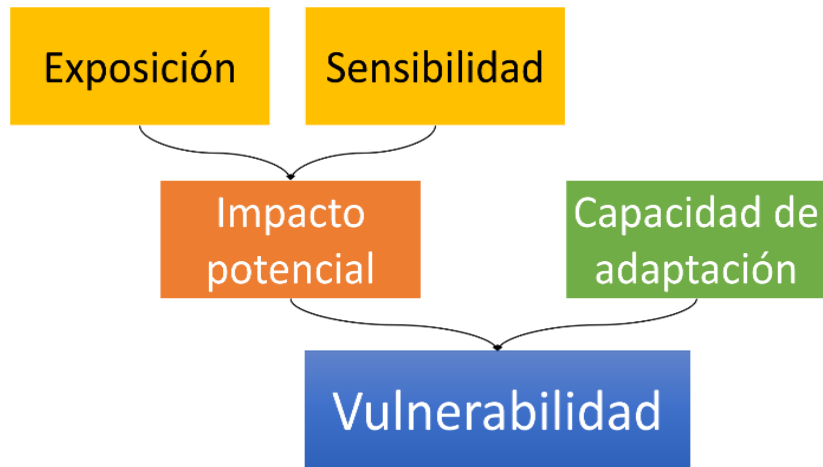 Exposición
Sensibilidad
Impacto
potencial
Capacidad de
adaptación
Vulnerabilidad